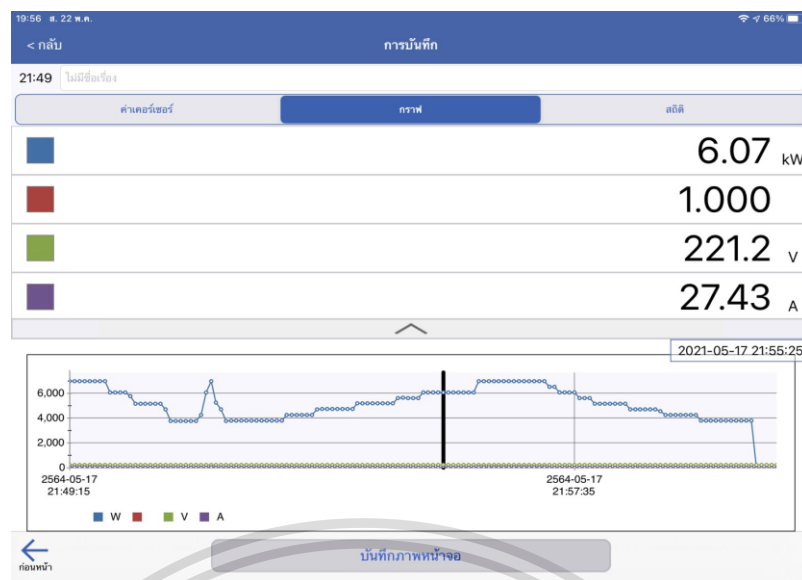 19:56 ส. 22 พ.ค. 66%
< กลับ การบันทึก
21:49 ไม่มีชื่อเรื่อง
ค่าเคอร์เซอร์ กราฟ สถิติ
6.07 kW
1.000
221.2 V
27.43 A
2021-05-17 21:55:25
6,000
4,000
2,000
0
2564-05-17 2564-05-17
21:49:15 21:57:35
W V A
ก่อนหน้า บันทึกภาพหน้าจอ